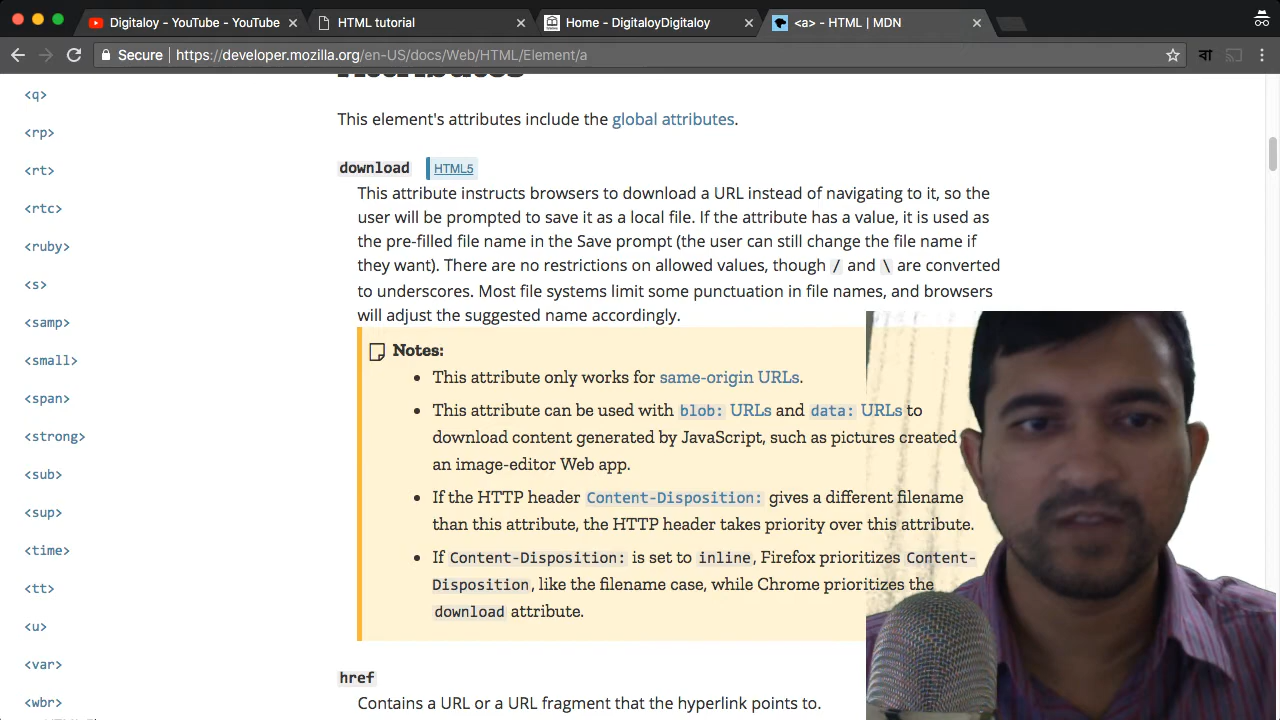 Digitaloy - YouTube - YouTube
HTML tutorial
Home - DigitaloyDigitaloy
<a> - HTML | MDN
Secure
https://developer.mozilla.org/en-US/docs/Web/HTML/Element/a
বা
<q>
<rp>
<rt>
<rtc>
<ruby>
<s>
<samp>
<small>
<span>
<strong>
<sub>
<sup>
<time>
<tt>
<u>
<var>
<wbr>
Attributes
This element's attributes include the global attributes.
download HTML5
This attribute instructs browsers to download a URL instead of navigating to it, so the
user will be prompted to save it as a local file. If the attribute has a value, it is used as
the pre-filled file name in the Save prompt (the user can still change the file name if
they want). There are no restrictions on allowed values, though / and \ are converted
to underscores. Most file systems limit some punctuation in file names, and browsers
will adjust the suggested name accordingly.
Notes:
• This attribute only works for same-origin URLs.
• This attribute can be used with blob: URLs and data: URLs to
download content generated by JavaScript, such as pictures created
an image-editor Web app.
• If the HTTP header Content-Disposition: gives a different filename
than this attribute, the HTTP header takes priority over this attribute.
• If Content-Disposition: is set to inline, Firefox prioritizes Content-
Disposition, like the filename case, while Chrome prioritizes the
download attribute.
href
Contains a URL or a URL fragment that the hyperlink points to.